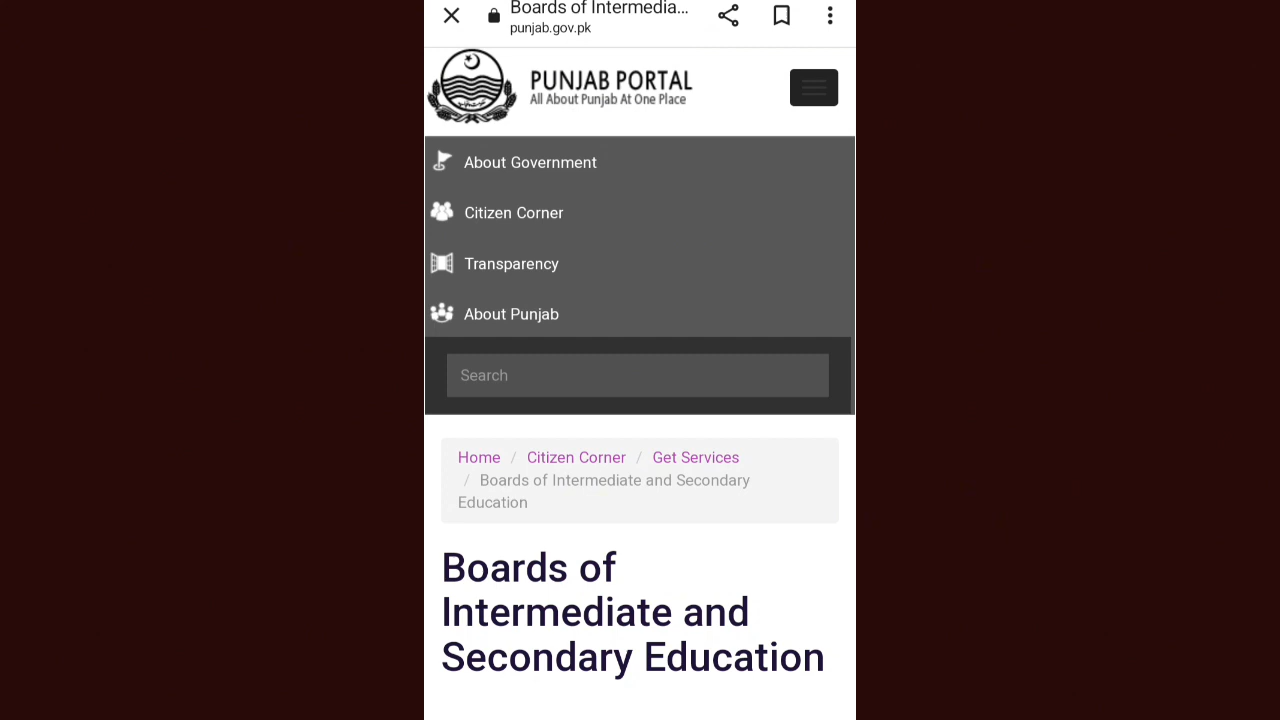 Boards of Intermedia...
punjab.gov.pk
PUNJAB PORTAL
All About Punjab At One Place
About Government
Citizen Corner
Transparency
About Punjab
Search
Home / Citizen Corner / Get Services
/ Boards of Intermediate and Secondary
Education
Boards of
Intermediate and
Secondary Education